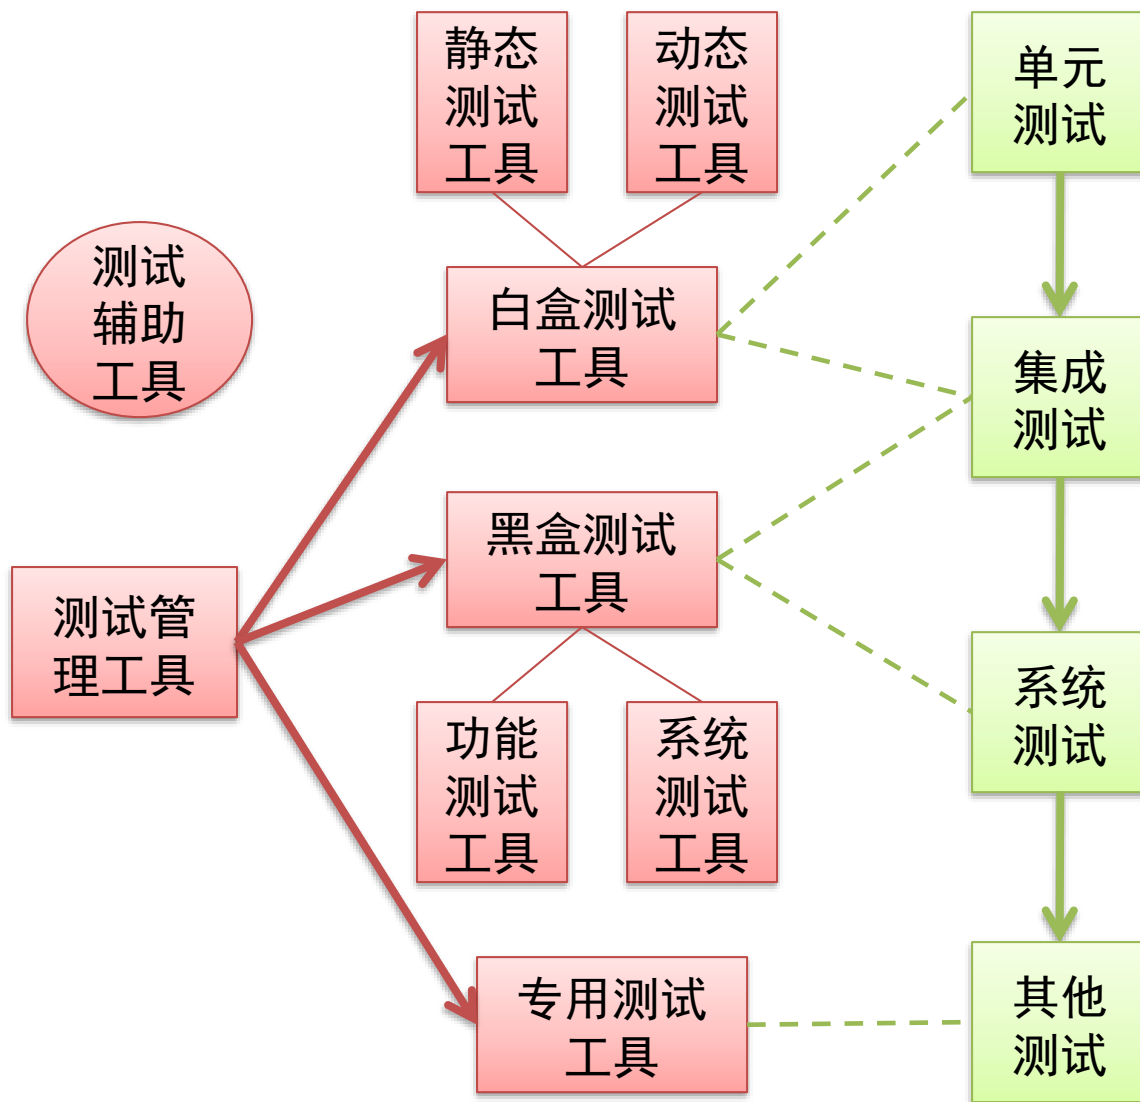 静态
测试
工具
动态
测试
工具
单元
测试
测试
辅助
工具
白盒测试
工具
集成
测试
黑盒测试
工具
测试管
理工具
系统
测试
功能
测试
工具
系统
测试
工具
专用测试
工具
其他
测试